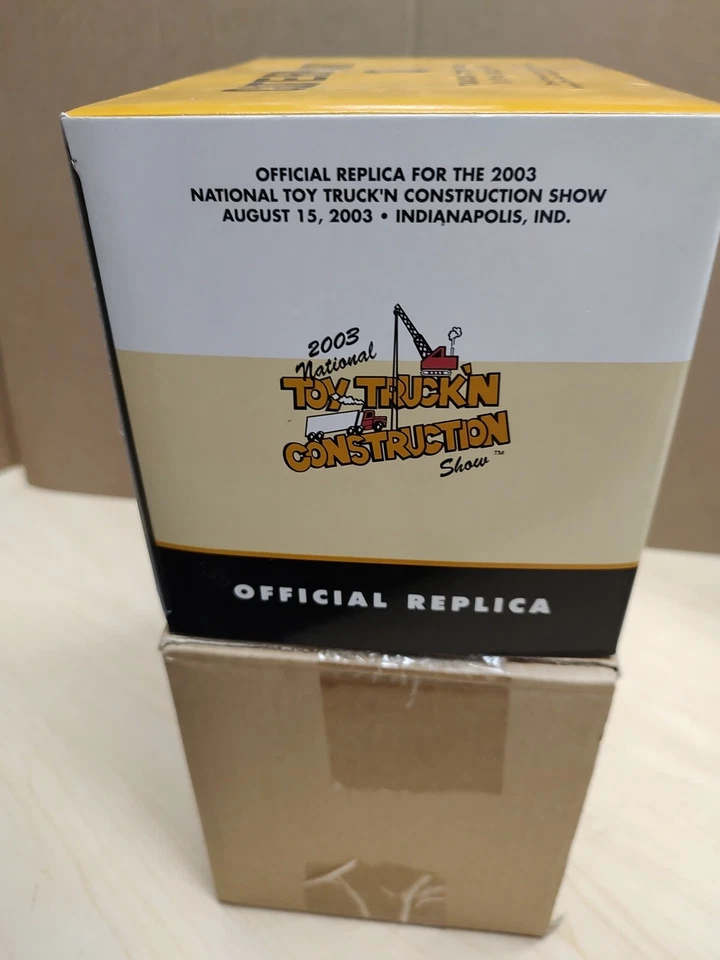 OFFICIAL REPLICA FOR THE 2003
NATIONAL TOY TRUCK'N CONSTRUCTION SHOW
AUGUST 15, 2003 • INDIANAPOLIS, IND.
2003
National
TOY TRUCK'N
CONSTRUCTION
Show ™
OFFICIAL REPLICA